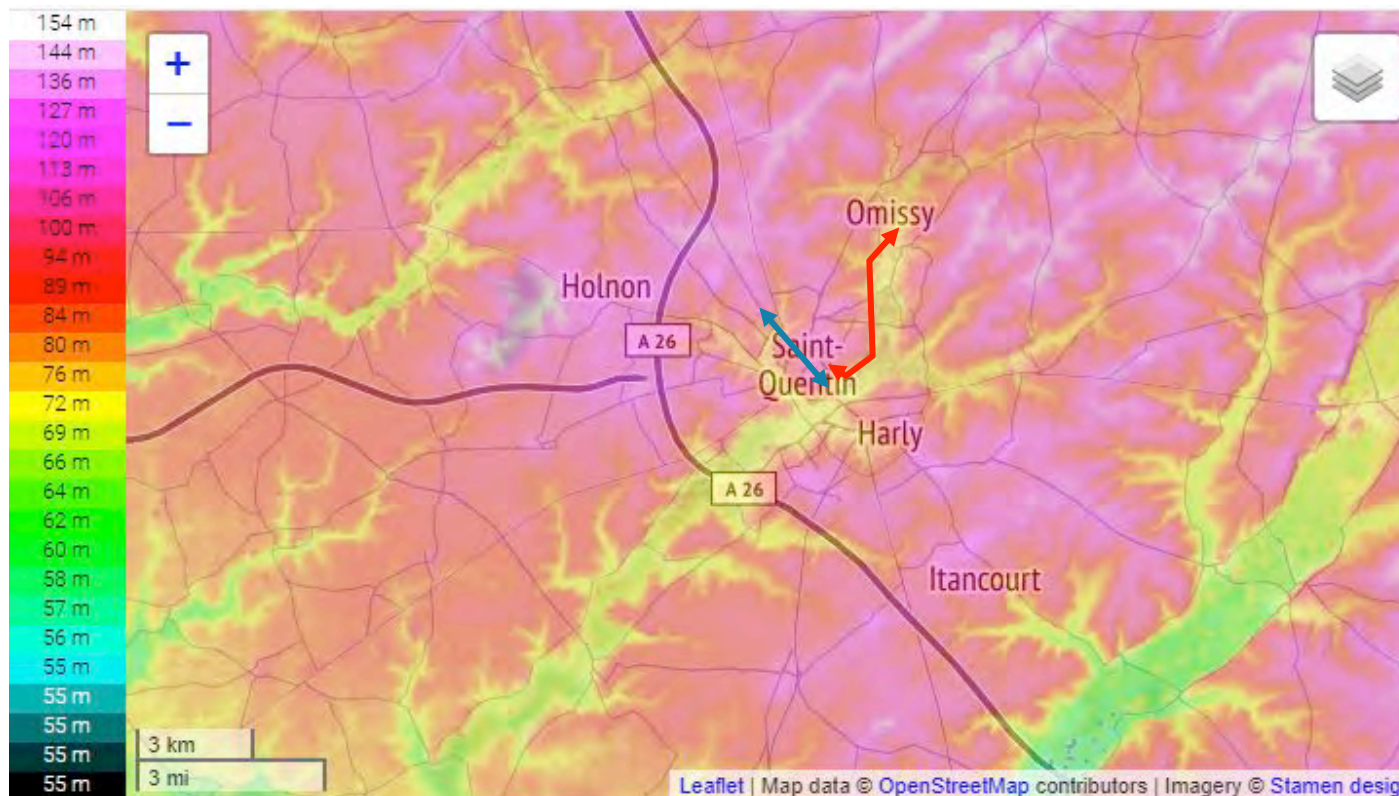 154 m
144 m
136 m
127 m
120 m
113 m
106 m
100 m
94 m
89 m
84 m
80 m
76 m
72 m
69 m
66 m
64 m
62 m
60 m
58 m
57 m
56 m
55 m
55 m
55 m
55 m
55 m
+
−
Omissy
Holnon
A 26
Saint-
Quentin
Harly
A 26
Itancourt
3 km
3 mi
Leaflet | Map data © OpenStreetMap contributors | Imagery © Stamen desig